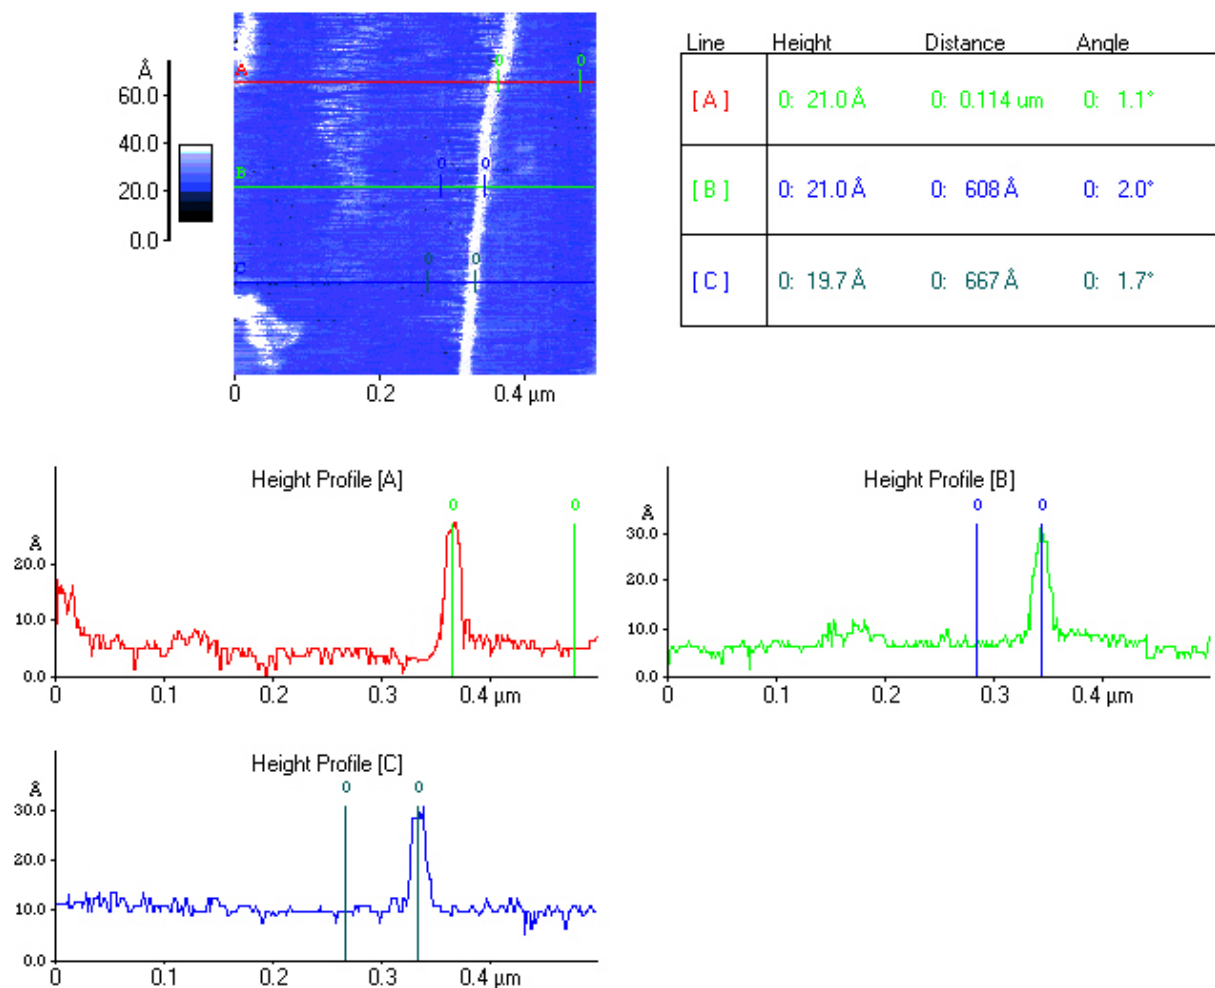 Line Height Distance Angle
[A] 0: 21.0 Å 0: 0.114 um 0: 1.1°
[B] 0: 21.0 Å 0: 608 Å 0: 2.0°
[C] 0: 19.7 Å 0: 667 Å 0: 1.7°
Å
60.0
40.0
20.0
0.0
A
0 0
B
0 0
C
0 0
0 0.2 0.4 µm
Height Profile [A]
0 0
Å
20.0
10.0
0.0
0 0.1 0.2 0.3 0.4 µm
Height Profile [B]
0 0
Å
30.0
20.0
10.0
0.0
0 0.1 0.2 0.3 0.4 µm
Height Profile [C]
0 0
Å
30.0
20.0
10.0
0.0
0 0.1 0.2 0.3 0.4 µm